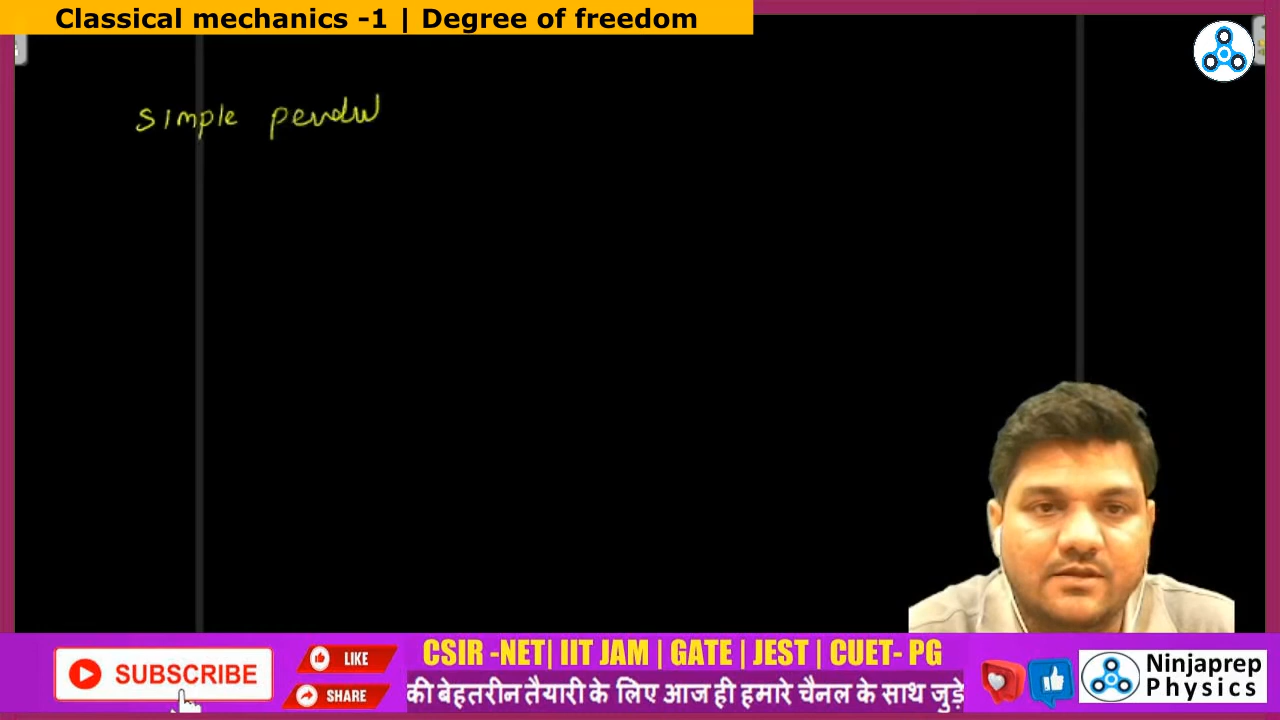 Classical mechanics -1 | Degree of freedom
simple pendul
SUBSCRIBE
LIKE
SHARE
CSIR -NET| IIT JAM | GATE | JEST | CUET- PG
की बेहतरीन तैयारी के लिए आज ही हमारे चैनल के साथ जुड़े
Ninjaprep
Physics